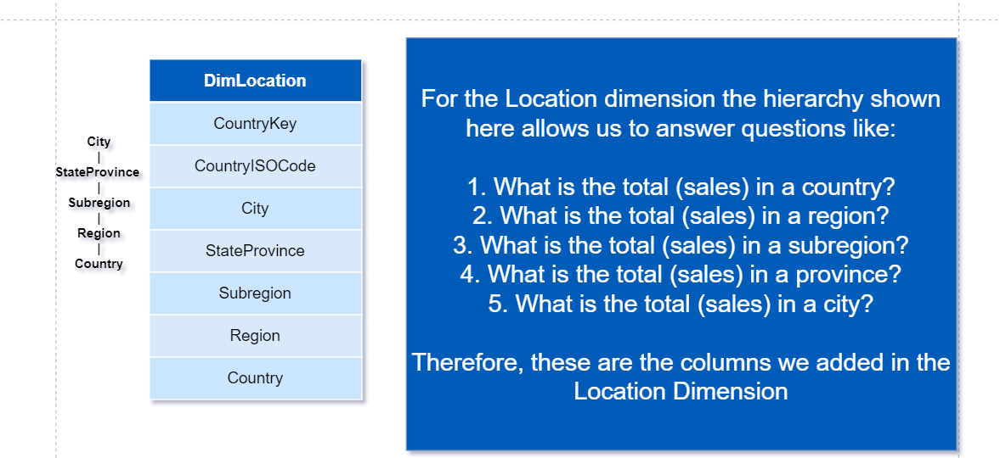 City
|
StateProvince
|
Subregion
|
Region
|
Country
DimLocation
CountryKey
CountryISOCode
City
StateProvince
Subregion
Region
Country
For the Location dimension the hierarchy shown
here allows us to answer questions like:
1. What is the total (sales) in a country?
2. What is the total (sales) in a region?
3. What is the total (sales) in a subregion?
4. What is the total (sales) in a province?
5. What is the total (sales) in a city?
Therefore, these are the columns we added in the
Location Dimension